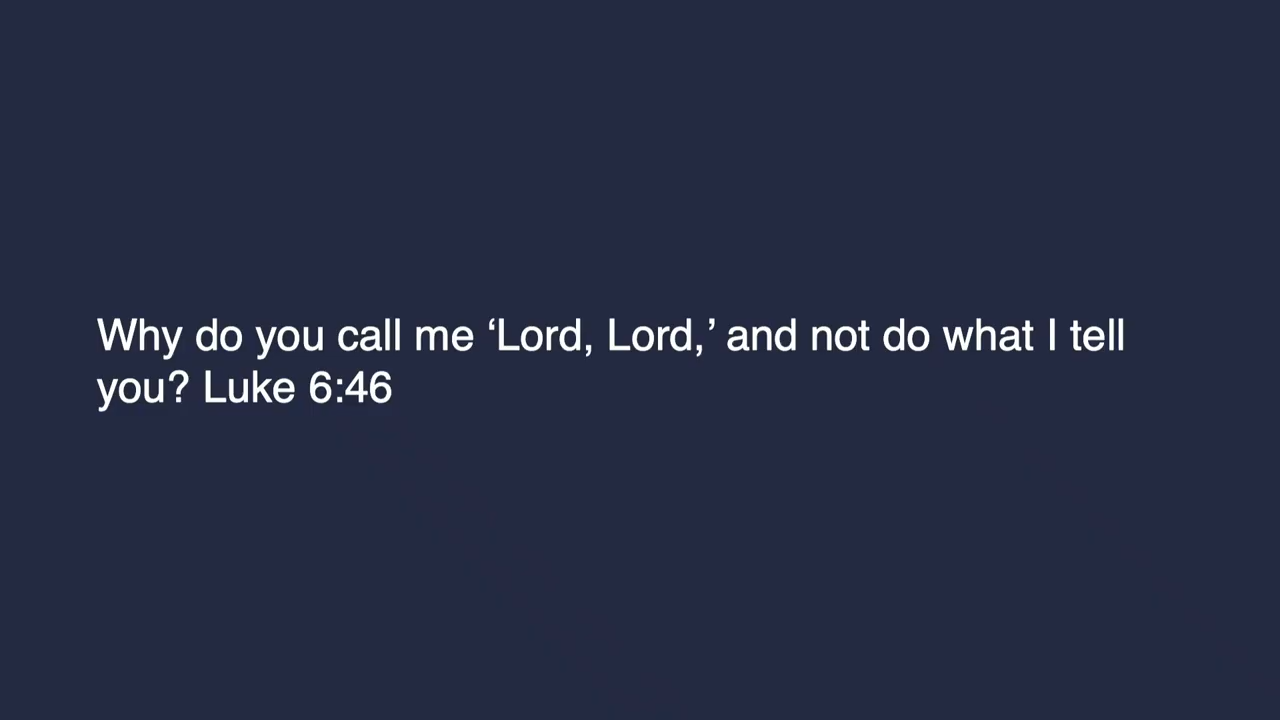 Why do you call me ‘Lord, Lord,’ and not do what I tell
you? Luke 6:46